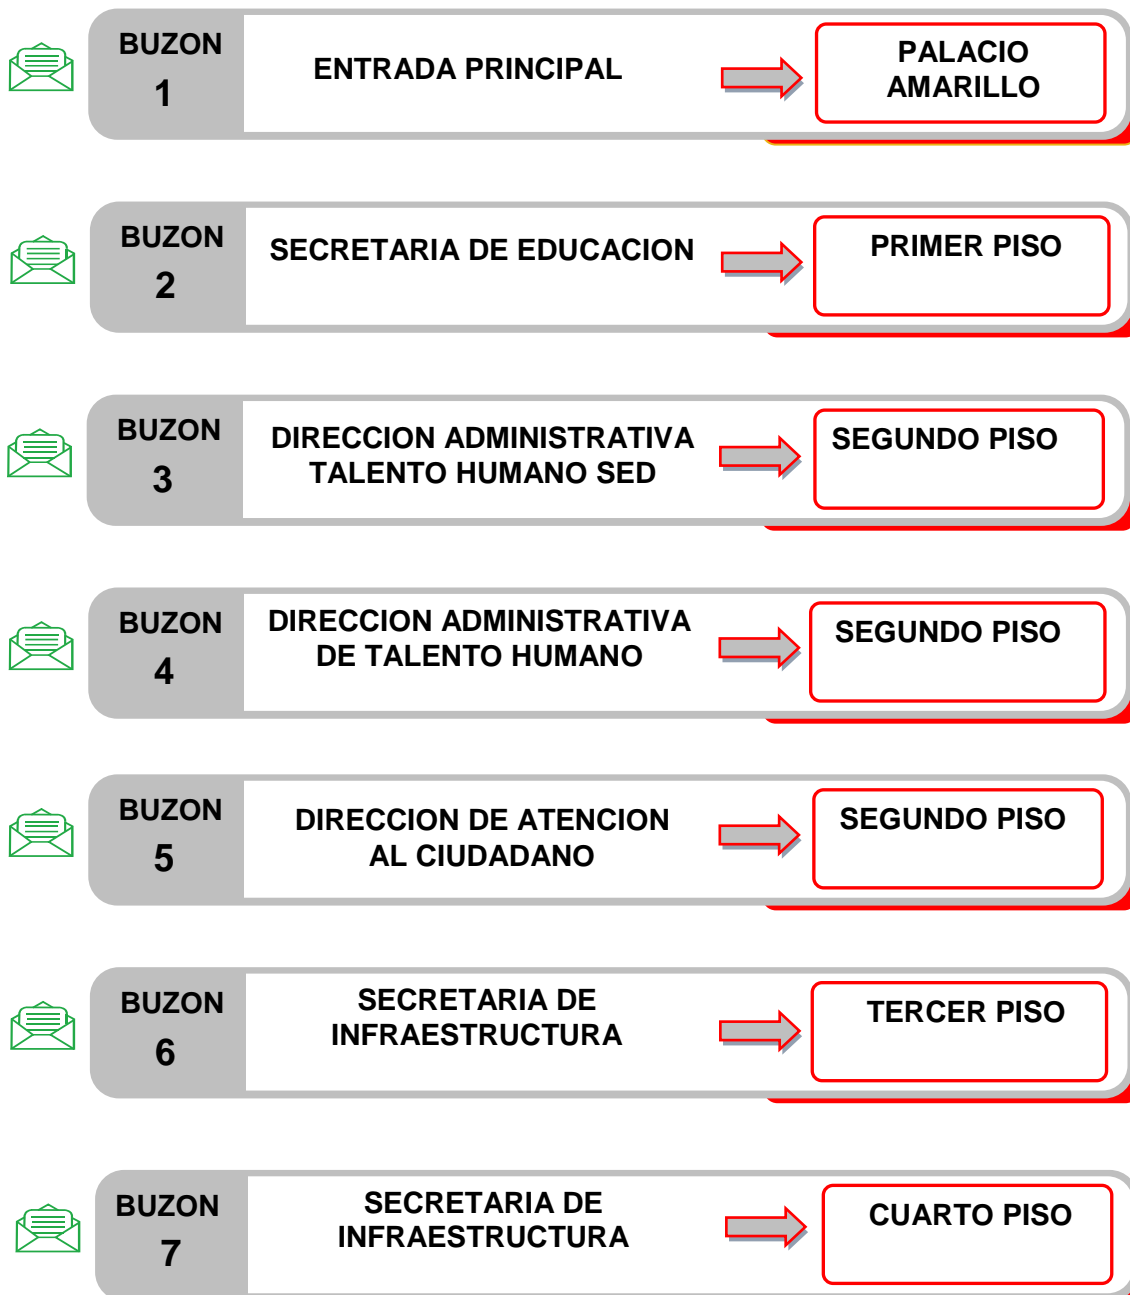 BUZON
1
ENTRADA PRINCIPAL
PALACIO
AMARILLO
BUZON
2
SECRETARIA DE EDUCACION
PRIMER PISO
BUZON
3
DIRECCION ADMINISTRATIVA
TALENTO HUMANO SED
SEGUNDO PISO
BUZON
4
DIRECCION ADMINISTRATIVA
DE TALENTO HUMANO
SEGUNDO PISO
BUZON
5
DIRECCION DE ATENCION
AL CIUDADANO
SEGUNDO PISO
BUZON
6
SECRETARIA DE
INFRAESTRUCTURA
TERCER PISO
BUZON
7
SECRETARIA DE
INFRAESTRUCTURA
CUARTO PISO